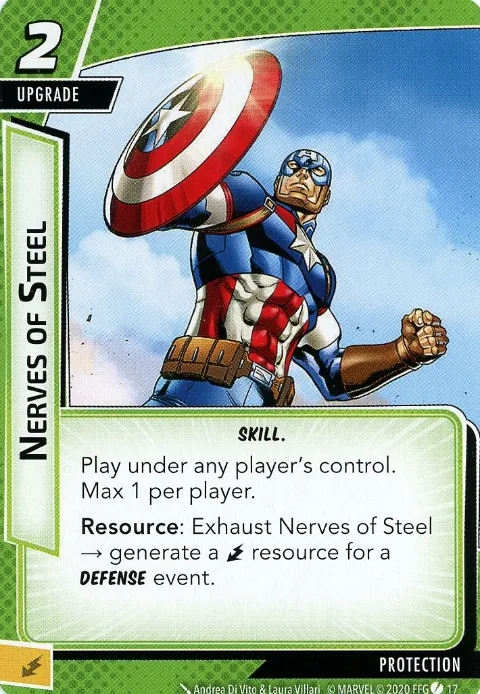 2
UPGRADE
NERVES OF STEEL
SKILL.
Play under any player's control.
Max 1 per player.
Resource: Exhaust Nerves of Steel
→ generate a resource for a
DEFENSE event.
PROTECTION
Andrea Di Vito & Laura Villari © MARVEL © 2020 FFG 17